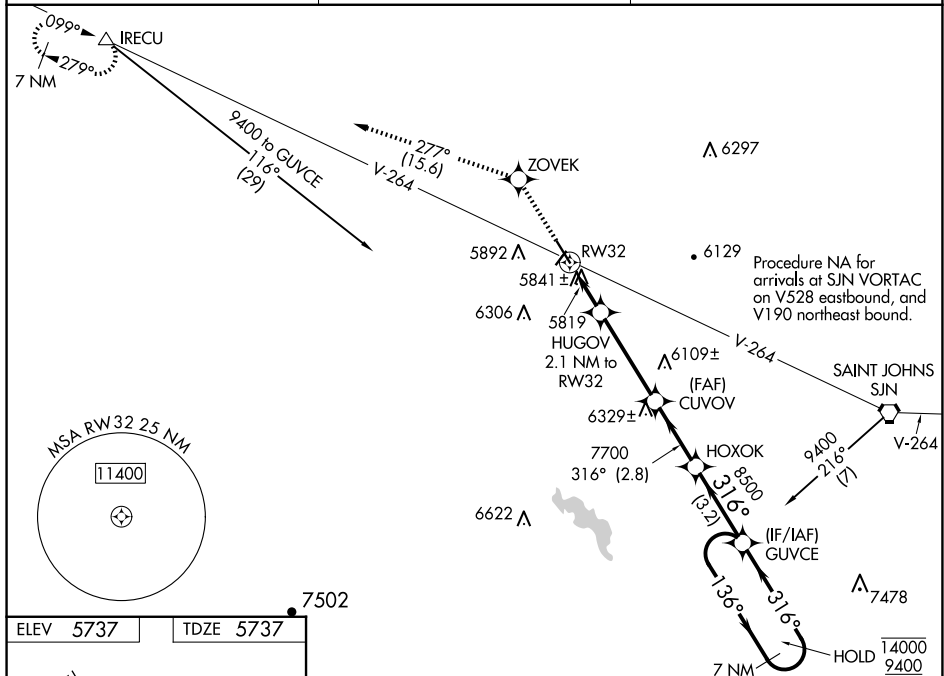 099°
IRECU
279°
7 NM
9400 to GUVCE
116°
(29)
277°
(15.6)
V-264
ZOVEK
6297
5892
RW32
6129
5841±
Procedure NA for
arrivals at SJN VORTAC
on V528 eastbound, and
V190 northeast bound.
6306
5819
HUGOV
2.1 NM to
RW32
6109±
V-264
SAINT JOHNS
SJN
(FAF)
CUVOV
6329±
V-264
MSA RW32 25 NM
11400
7700
316° (2.8)
HOXOK
9400
216°
(7)
8500
316°
(3.2)
6622
(IF/IAF)
GUVCE
136°
316°
7478
7502
HOLD 14000
9400
7 NM
ELEV 5737
TDZE 5737